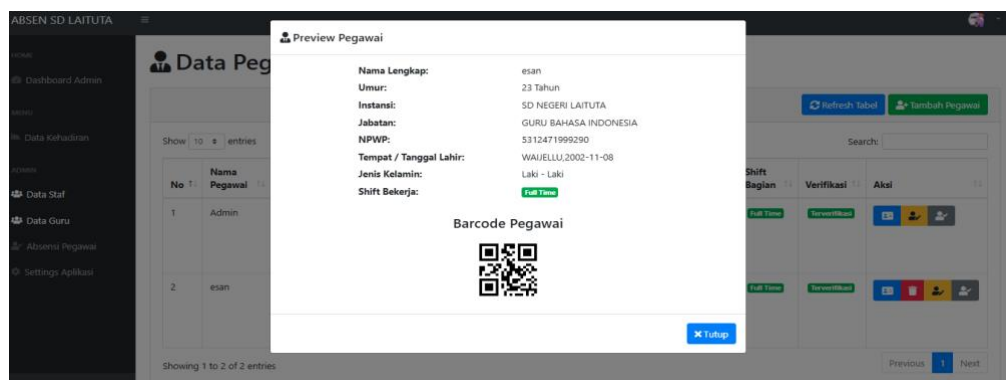 ABSEN SD LAITUTA
HOME
Dashboard Admin
MENU
Data Kehadiran
ADMIN
Data Staf
Data Guru
Absensi Pegawai
Settings Aplikasi
Data Peg
Refresh Tabel
Tambah Pegawai
Show 10 entries
Search:
No
Nama Pegawai
Shift Bagian
Verifikasi
Aksi
1
Admin
Full Time
Terverifikasi
2
esan
Full Time
Terverifikasi
Showing 1 to 2 of 2 entries
Previous 1 Next
Preview Pegawai
Nama Lengkap: esan
Umur: 23 Tahun
Instansi: SD NEGERI LAITUTA
Jabatan: GURU BAHASA INDONESIA
NPWP: 5312471999290
Tempat / Tanggal Lahir: WAIJELLU,2002-11-08
Jenis Kelamin: Laki - Laki
Shift Bekerja: Full Time
Barcode Pegawai
Tutup